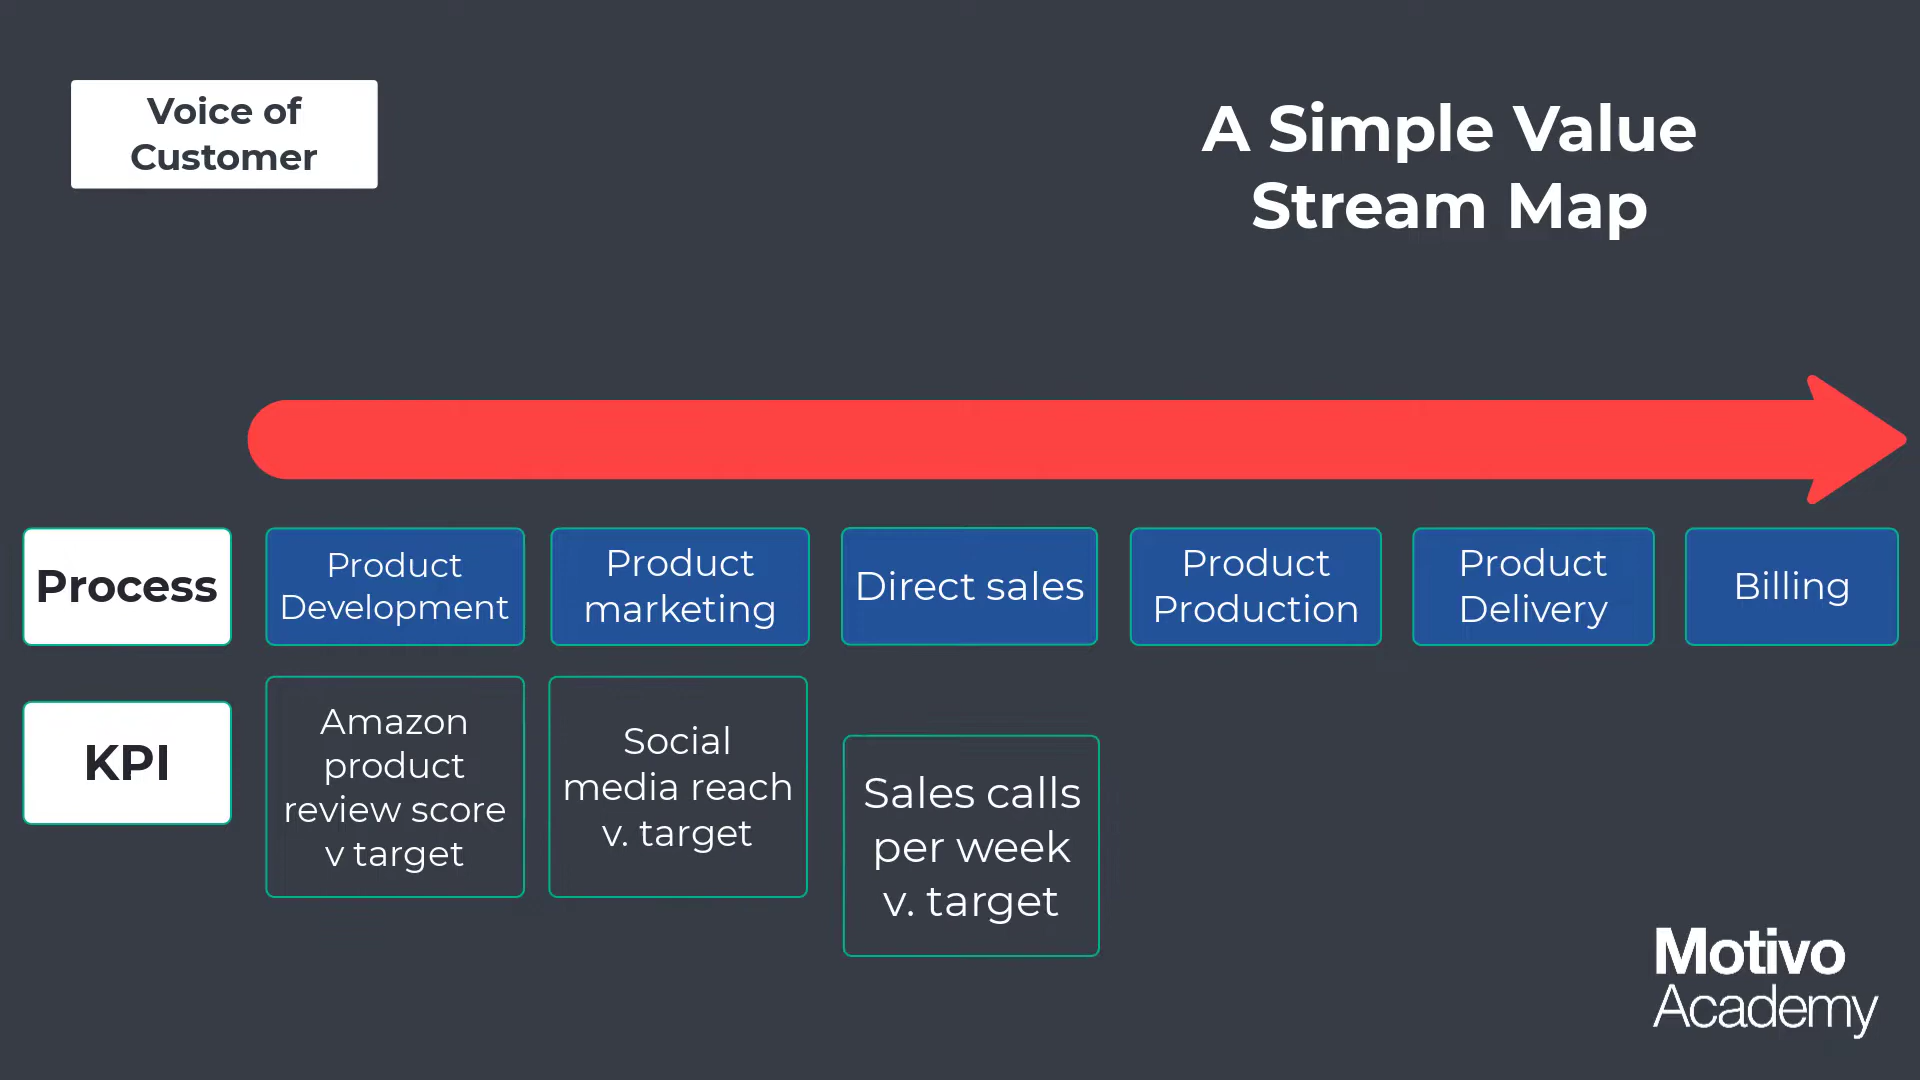 Voice of
Customer
A Simple Value
Stream Map
Process
Product
Development
Product
marketing
Direct sales
Product
Production
Product
Delivery
Billing
KPI
Amazon
product
review score
v target
Social
media reach
v. target
Sales calls
per week
v. target
Motivo
Academy